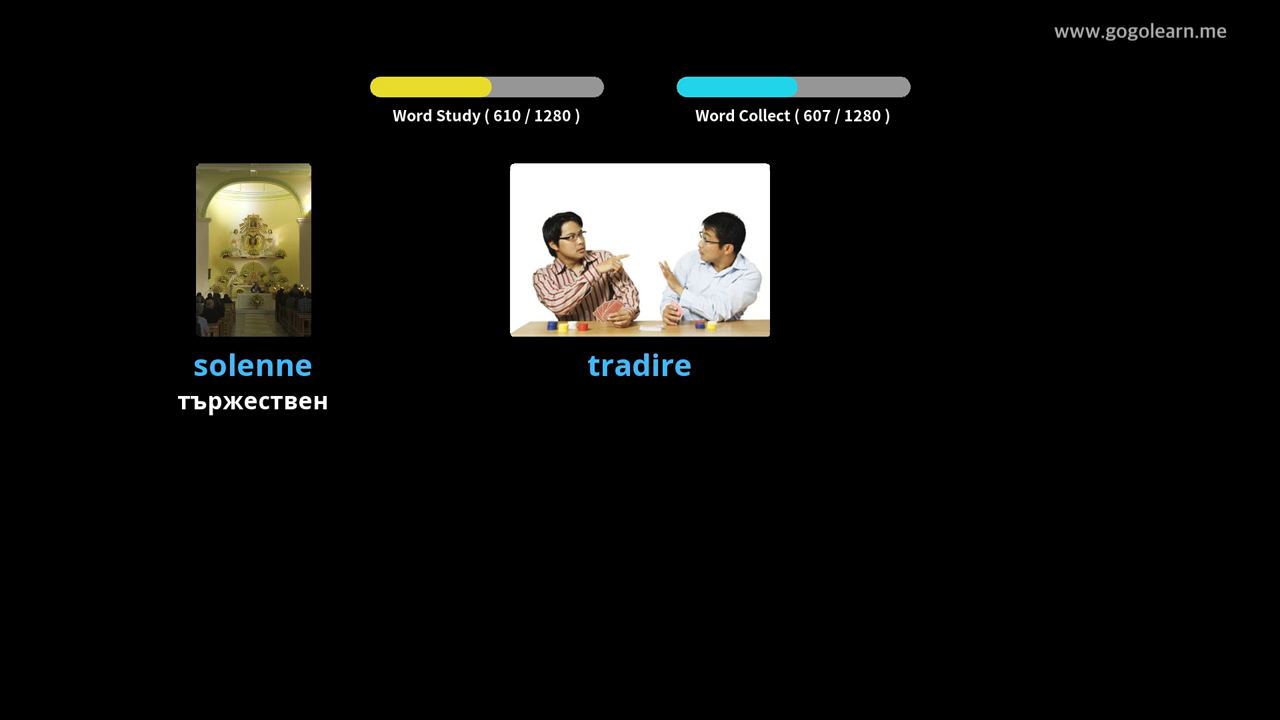 www.gogolearn.me
Word Study ( 610 / 1280 )
Word Collect ( 607 / 1280 )
solenne
tradire
тържествен